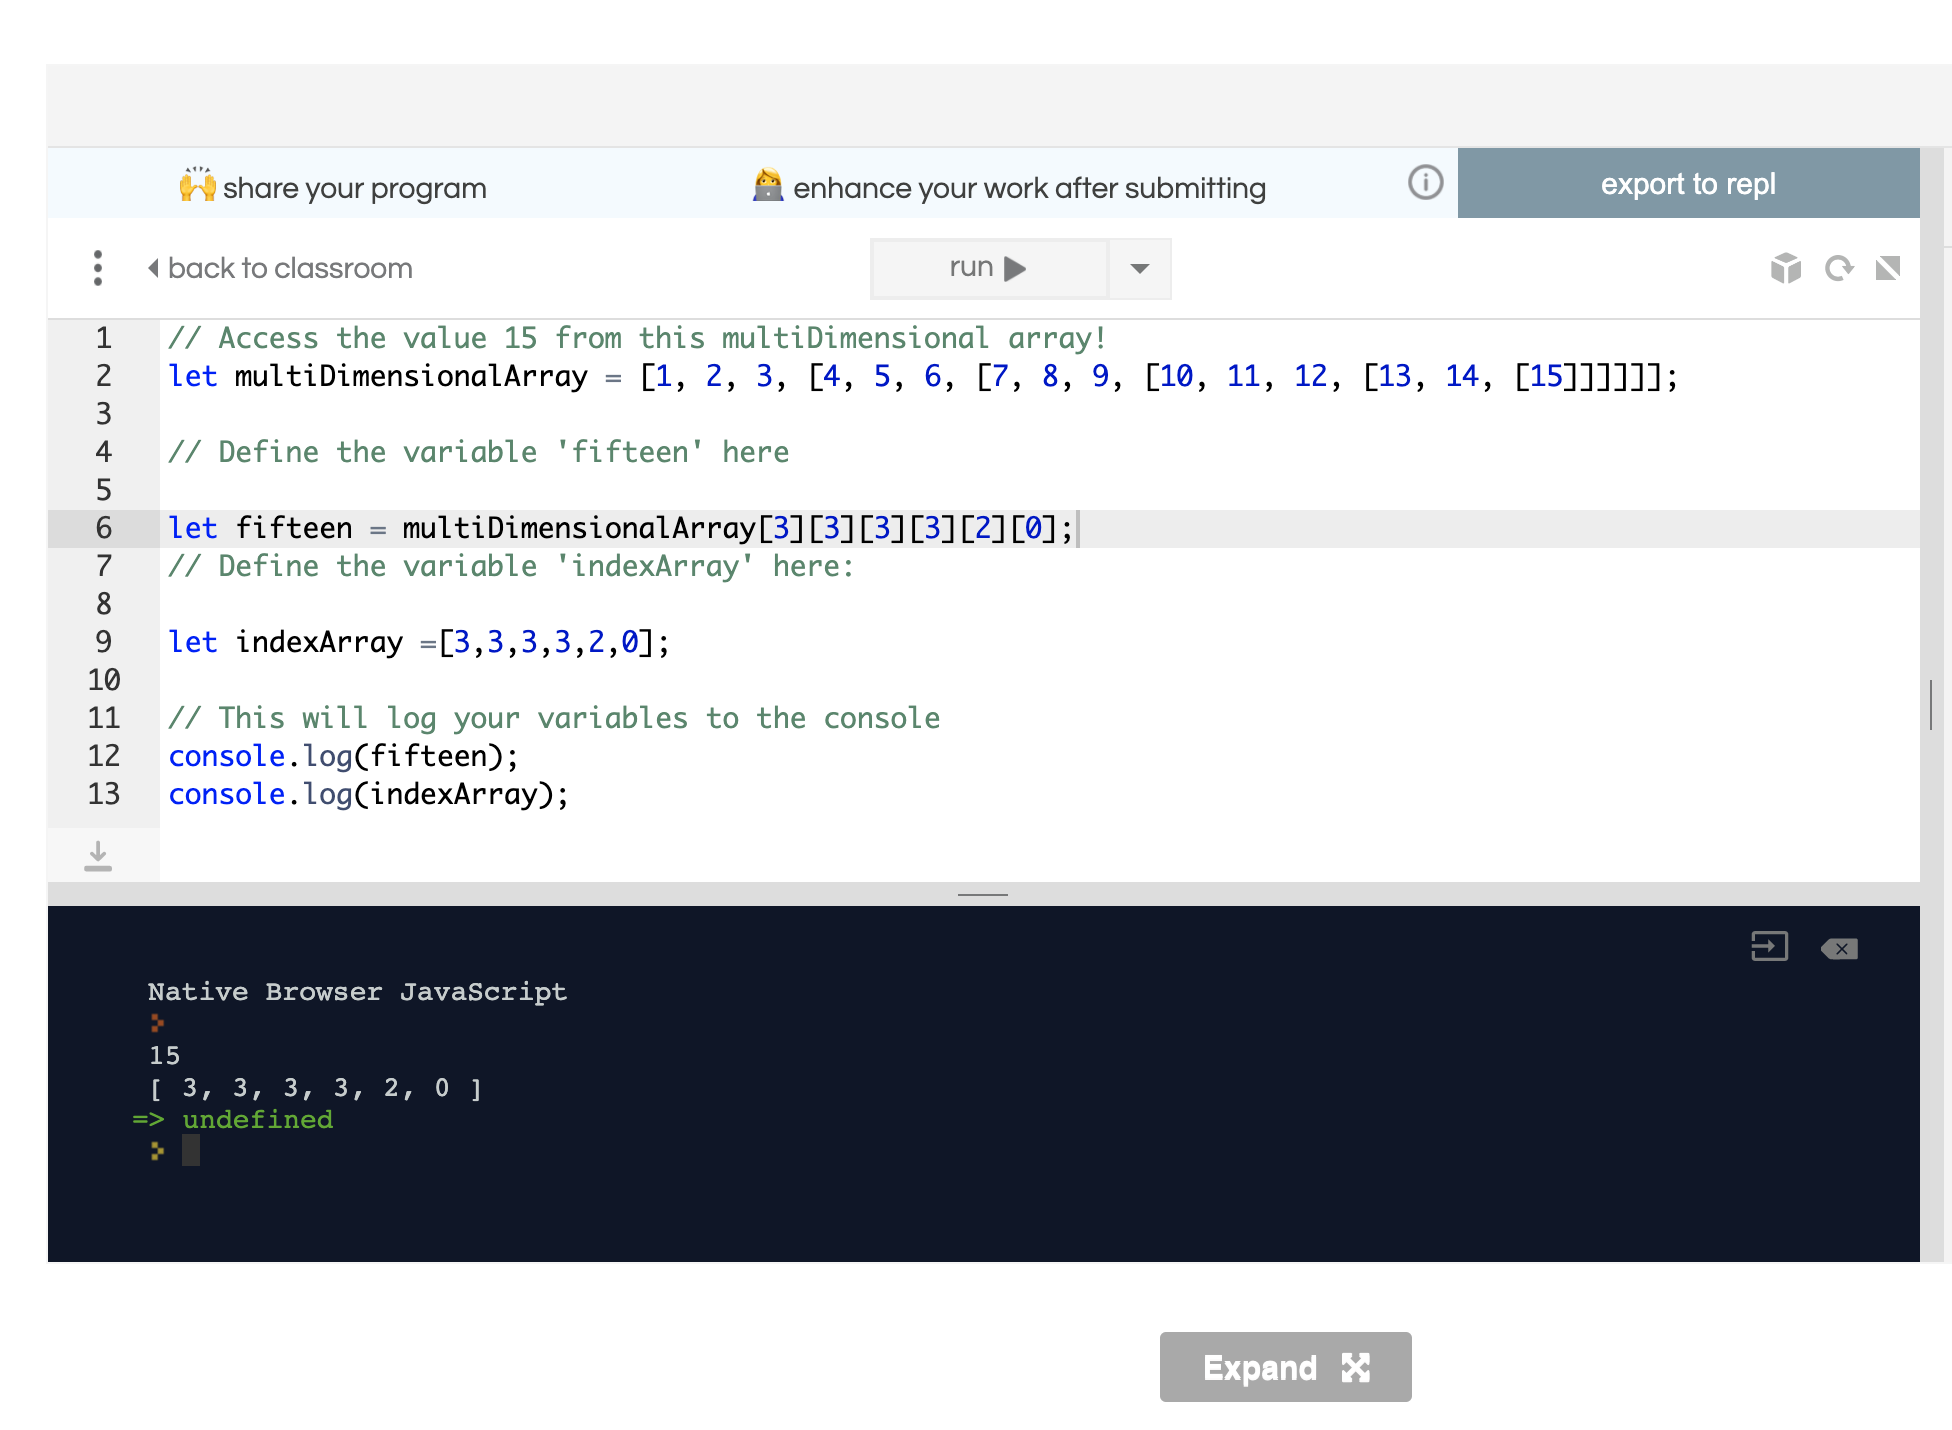 🙌 share your program
👩‍💻 enhance your work after submitting
export to repl
back to classroom
run
1 // Access the value 15 from this multiDimensional array!
2 let multiDimensionalArray = [1, 2, 3, [4, 5, 6, [7, 8, 9, [10, 11, 12, [13, 14, [15]]]]]];
3
4 // Define the variable 'fifteen' here
5
6 let fifteen = multiDimensionalArray[3][3][3][3][2][0];
7 // Define the variable 'indexArray' here:
8
9 let indexArray =[3,3,3,3,2,0];
10
11 // This will log your variables to the console
12 console.log(fifteen);
13 console.log(indexArray);
Native Browser JavaScript
15
[ 3, 3, 3, 3, 2, 0 ]
=> undefined
Expand